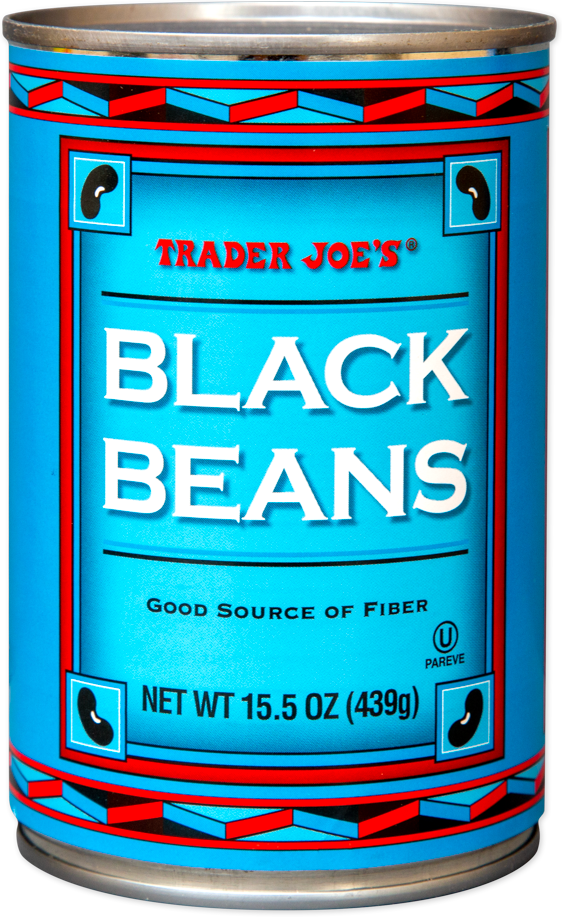 TRADER JOE'S®
BLACK
BEANS
GOOD SOURCE OF FIBER
U
PAREVE
NET WT 15.5 OZ (439g)